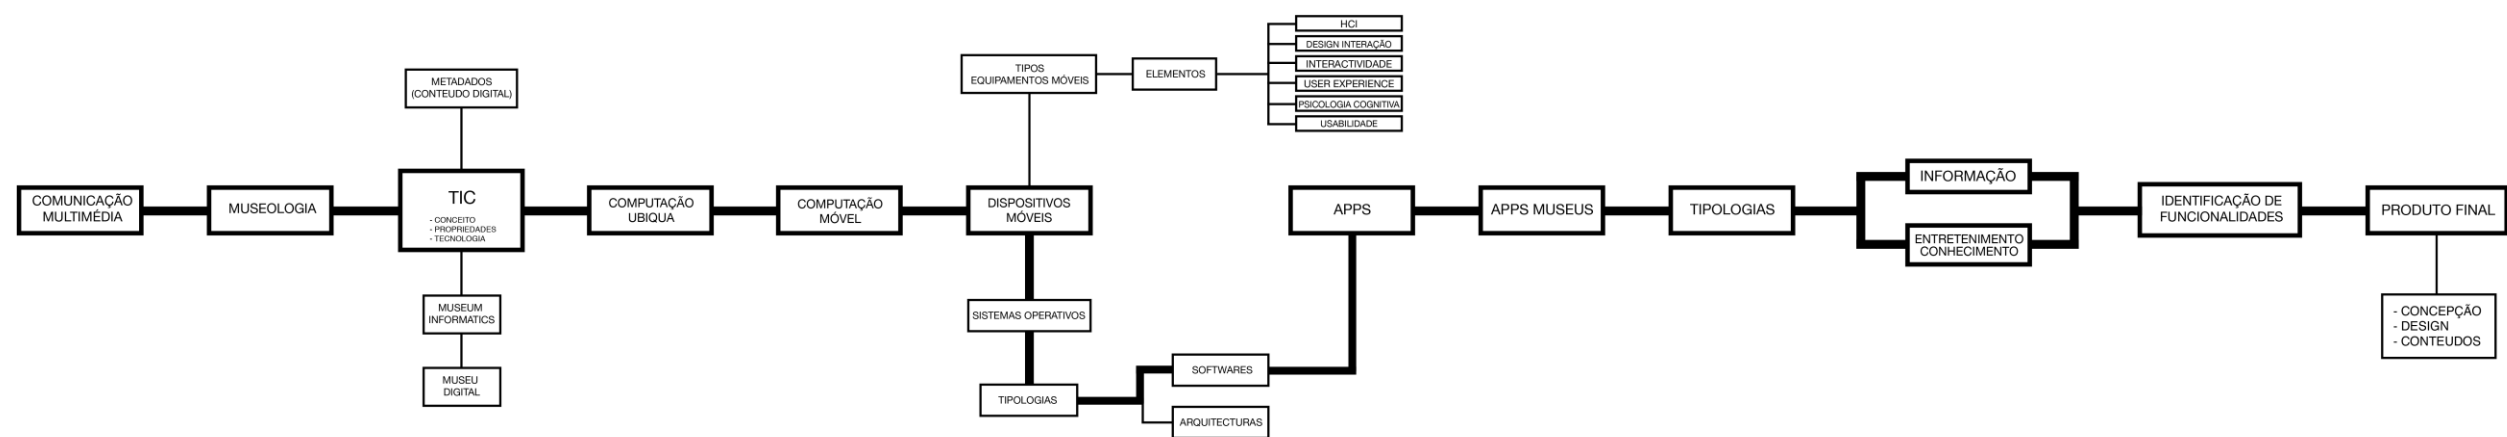 COMUNICAÇÃO
MULTIMÉDIA
MUSEOLOGIA
METADADOS
(CONTEUDO DIGITAL)
TIC
- CONCEITO
- PROPRIEDADES
- TECNOLOGIA
MUSEUM
INFORMATICS
MUSEU
DIGITAL
COMPUTAÇÃO
UBIQUA
COMPUTAÇÃO
MÓVEL
DISPOSITIVOS
MÓVEIS
TIPOS
EQUIPAMENTOS MÓVEIS
ELEMENTOS
HCI
DESIGN INTERAÇÃO
INTERACTIVIDADE
USER EXPERIENCE
PSICOLOGIA COGNITIVA
USABILIDADE
SISTEMAS OPERATIVOS
TIPOLOGIAS
SOFTWARES
ARQUITECTURAS
APPS
APPS MUSEUS
TIPOLOGIAS
INFORMAÇÃO
ENTRETENIMENTO
CONHECIMENTO
IDENTIFICAÇÃO DE
FUNCIONALIDADES
PRODUTO FINAL
- CONCEPÇÃO
- DESIGN
- CONTEUDOS